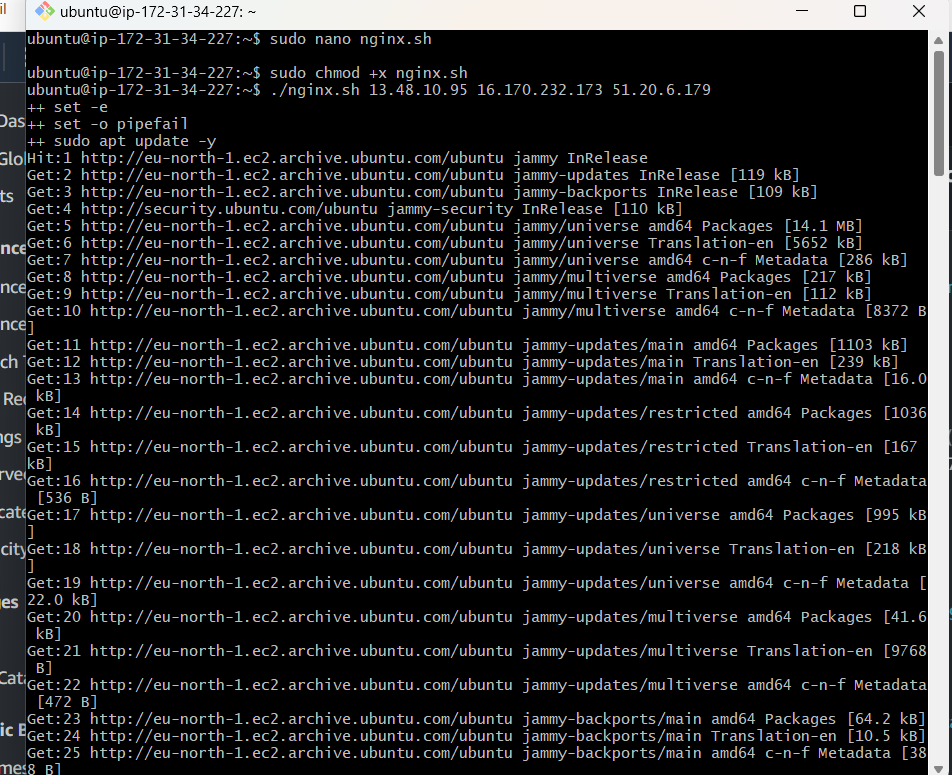 il
ubuntu@ip-172-31-34-227: ~
ubuntu@ip-172-31-34-227:~$ sudo nano nginx.sh
ubuntu@ip-172-31-34-227:~$ sudo chmod +x nginx.sh
ubuntu@ip-172-31-34-227:~$ ./nginx.sh 13.48.10.95 16.170.232.173 51.20.6.179
++ set -e
++ set -o pipefail
++ sudo apt update -y
Hit:1 http://eu-north-1.ec2.archive.ubuntu.com/ubuntu jammy InRelease
Get:2 http://eu-north-1.ec2.archive.ubuntu.com/ubuntu jammy-updates InRelease [119 kB]
Get:3 http://eu-north-1.ec2.archive.ubuntu.com/ubuntu jammy-backports InRelease [109 kB]
Get:4 http://security.ubuntu.com/ubuntu jammy-security InRelease [110 kB]
Get:5 http://eu-north-1.ec2.archive.ubuntu.com/ubuntu jammy/universe amd64 Packages [14.1 MB]
Get:6 http://eu-north-1.ec2.archive.ubuntu.com/ubuntu jammy/universe Translation-en [5652 kB]
Get:7 http://eu-north-1.ec2.archive.ubuntu.com/ubuntu jammy/universe amd64 c-n-f Metadata [286 kB]
Get:8 http://eu-north-1.ec2.archive.ubuntu.com/ubuntu jammy/multiverse amd64 Packages [217 kB]
Get:9 http://eu-north-1.ec2.archive.ubuntu.com/ubuntu jammy/multiverse Translation-en [112 kB]
Get:10 http://eu-north-1.ec2.archive.ubuntu.com/ubuntu jammy/multiverse amd64 c-n-f Metadata [8372 B
]
Get:11 http://eu-north-1.ec2.archive.ubuntu.com/ubuntu jammy-updates/main amd64 Packages [1103 kB]
Get:12 http://eu-north-1.ec2.archive.ubuntu.com/ubuntu jammy-updates/main Translation-en [239 kB]
Get:13 http://eu-north-1.ec2.archive.ubuntu.com/ubuntu jammy-updates/main amd64 c-n-f Metadata [16.0
 kB]
Get:14 http://eu-north-1.ec2.archive.ubuntu.com/ubuntu jammy-updates/restricted amd64 Packages [1036
 kB]
Get:15 http://eu-north-1.ec2.archive.ubuntu.com/ubuntu jammy-updates/restricted Translation-en [167
kB]
Get:16 http://eu-north-1.ec2.archive.ubuntu.com/ubuntu jammy-updates/restricted amd64 c-n-f Metadata
 [536 B]
Get:17 http://eu-north-1.ec2.archive.ubuntu.com/ubuntu jammy-updates/universe amd64 Packages [995 kB
]
Get:18 http://eu-north-1.ec2.archive.ubuntu.com/ubuntu jammy-updates/universe Translation-en [218 kB
]
Get:19 http://eu-north-1.ec2.archive.ubuntu.com/ubuntu jammy-updates/universe amd64 c-n-f Metadata [
22.0 kB]
Get:20 http://eu-north-1.ec2.archive.ubuntu.com/ubuntu jammy-updates/multiverse amd64 Packages [41.6
 kB]
Get:21 http://eu-north-1.ec2.archive.ubuntu.com/ubuntu jammy-updates/multiverse Translation-en [9768
 B]
Get:22 http://eu-north-1.ec2.archive.ubuntu.com/ubuntu jammy-updates/multiverse amd64 c-n-f Metadata
 [472 B]
Get:23 http://eu-north-1.ec2.archive.ubuntu.com/ubuntu jammy-backports/main amd64 Packages [64.2 kB]
Get:24 http://eu-north-1.ec2.archive.ubuntu.com/ubuntu jammy-backports/main Translation-en [10.5 kB]
Get:25 http://eu-north-1.ec2.archive.ubuntu.com/ubuntu jammy-backports/main amd64 c-n-f Metadata [38
8 B]